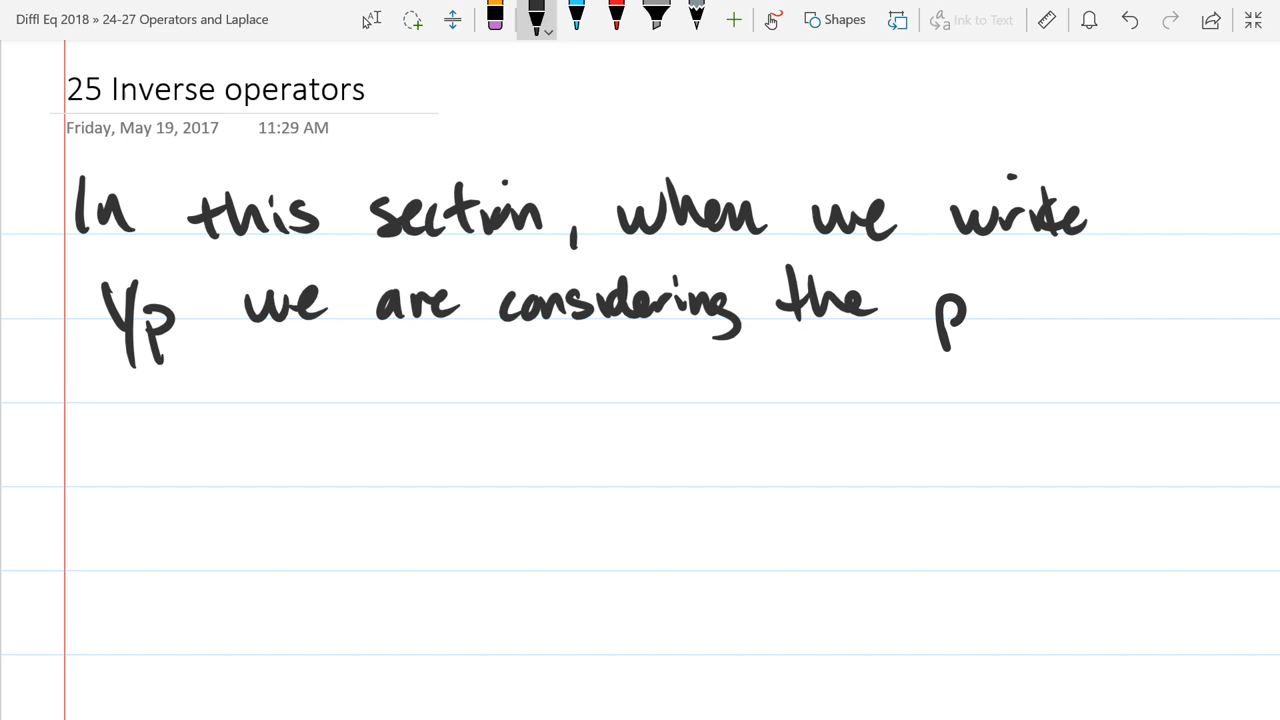 Diffl Eq 2018 » 24-27 Operators and Laplace
Shapes
Ink to Text
25 Inverse operators
Friday, May 19, 2017 11:29 AM
In this section, when we write
Yp we are considering the p